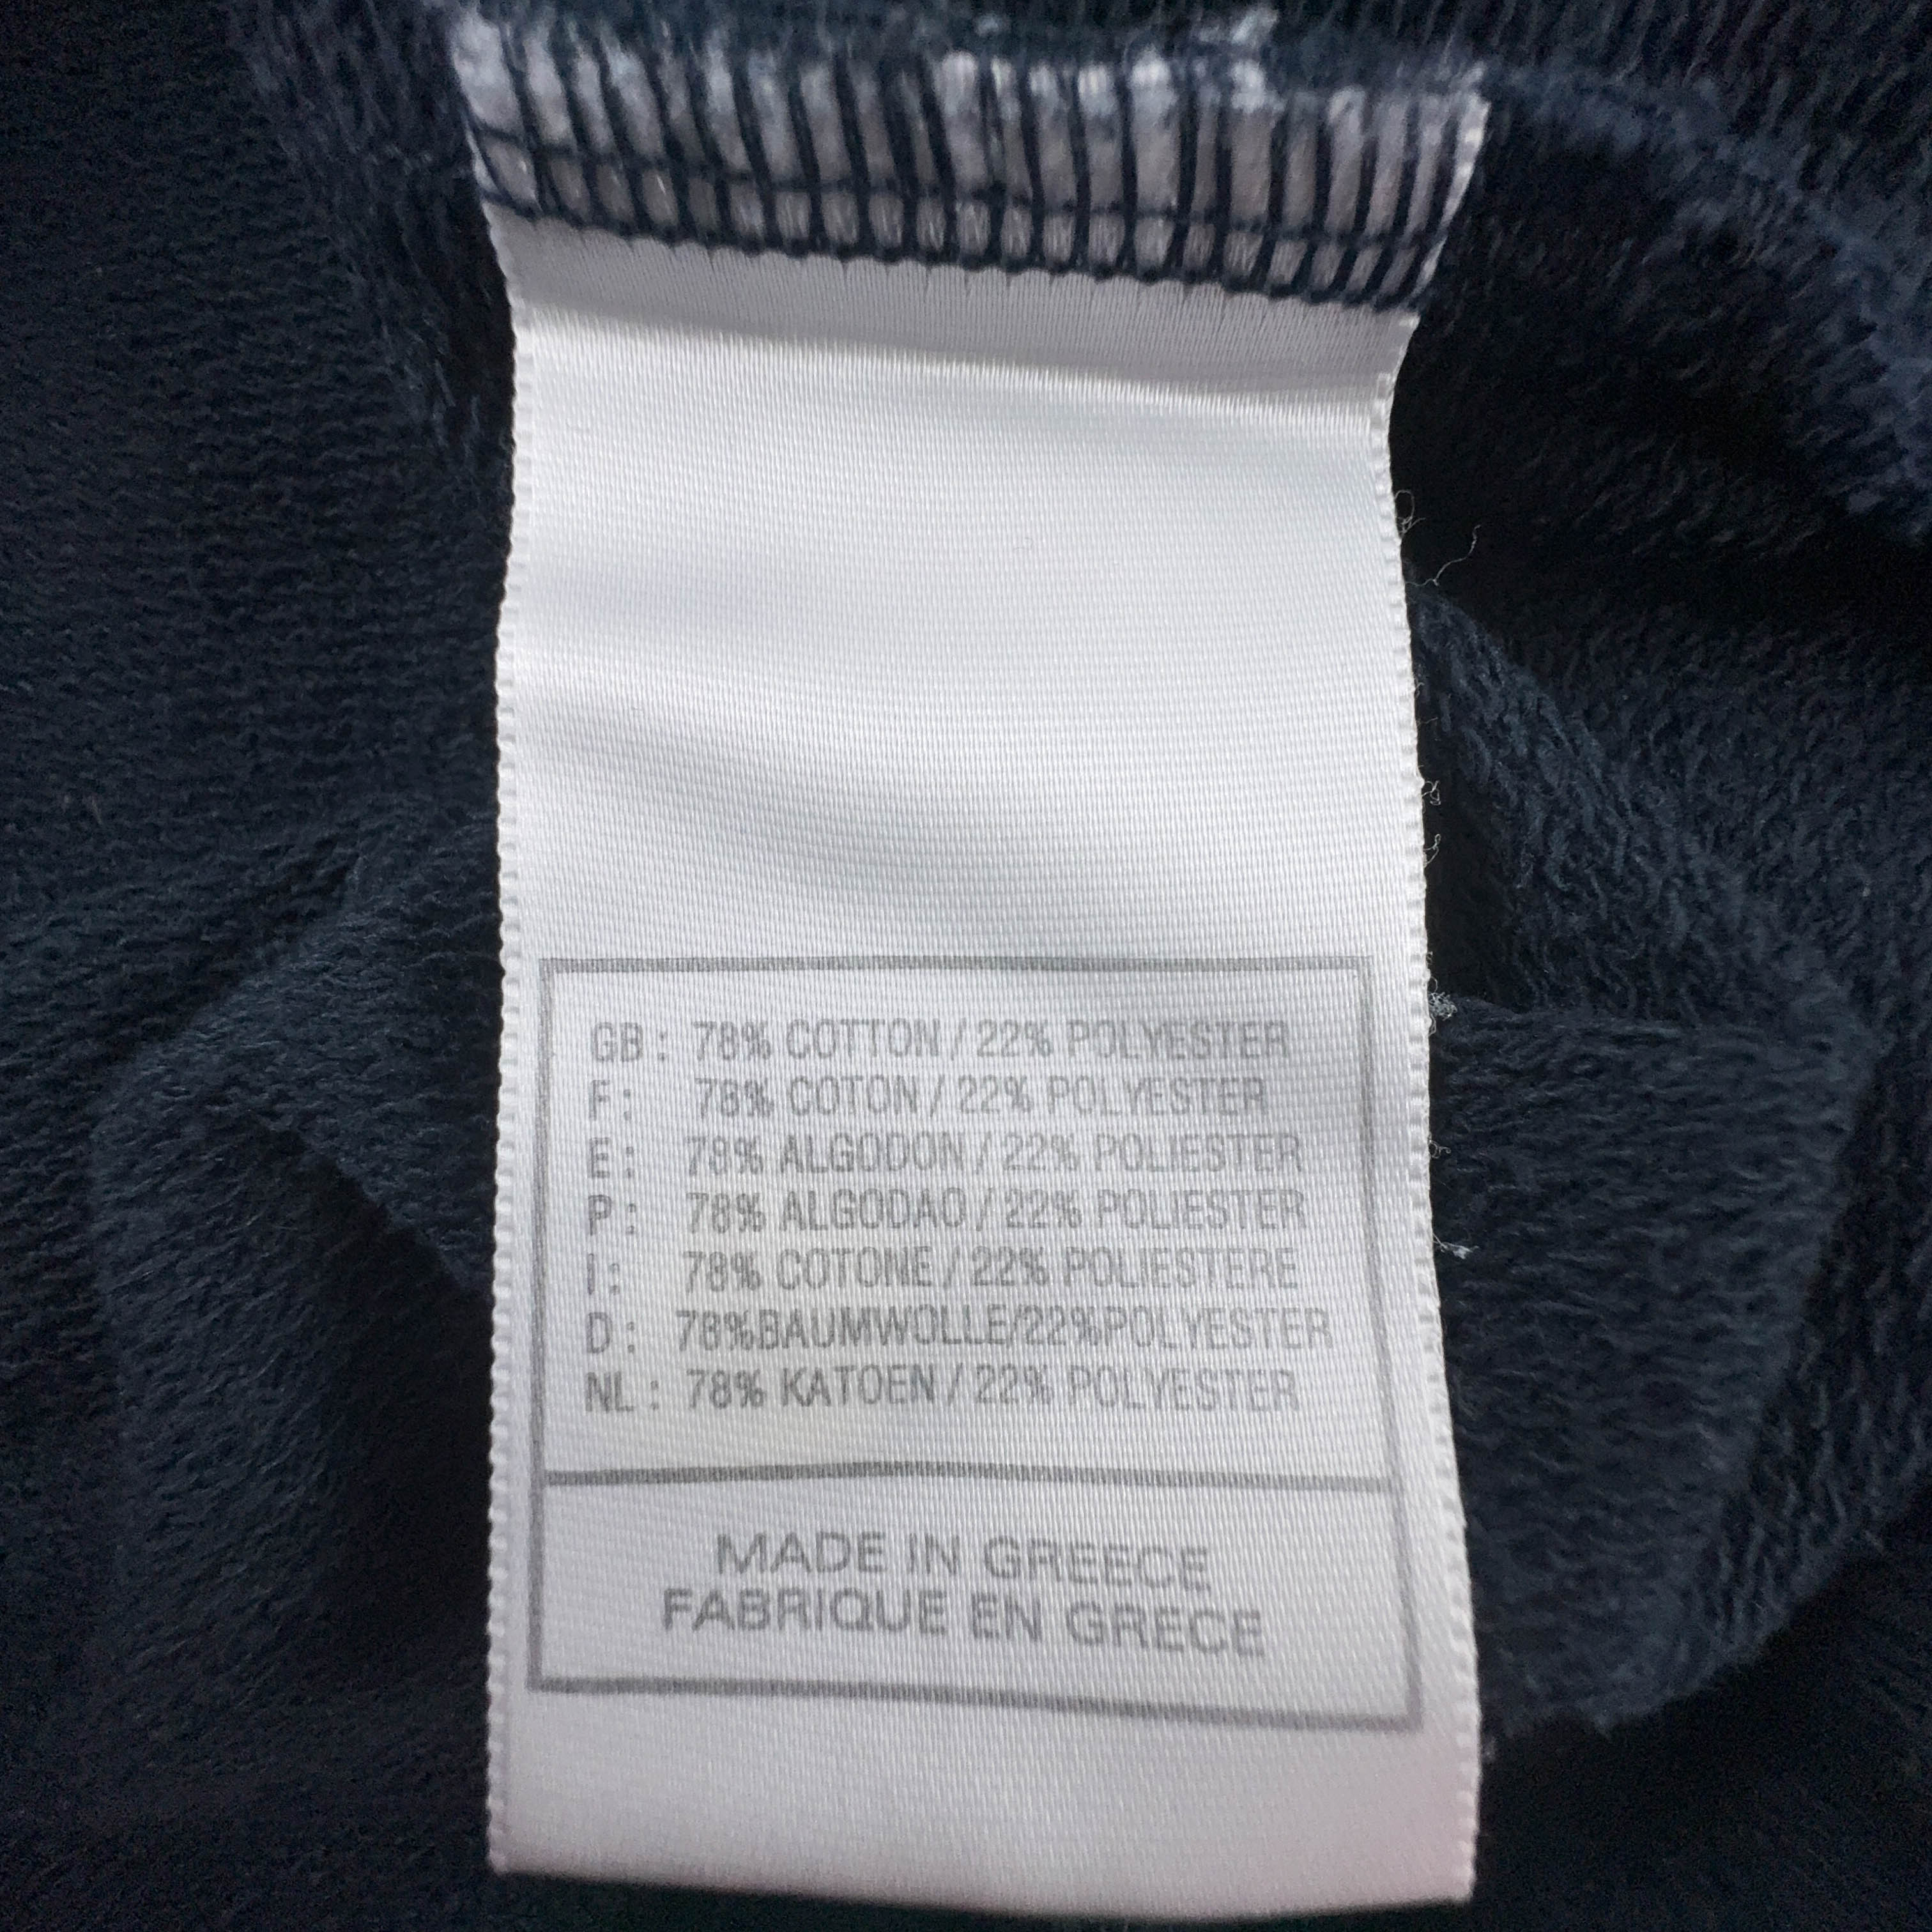 GB: 78% COTTON / 22% POLYESTER
F: 78% COTON / 22% POLYESTER
E: 78% ALGODON / 22% POLIESTER
P: 78% ALGODAO / 22% POLIESTER
I: 78% COTONE / 22% POLIESTERE
D: 78%BAUMWOLLE/22%POLYESTER
NL: 78% KATOEN / 22% POLYESTER
MADE IN GREECE
FABRIQUE EN GRECE